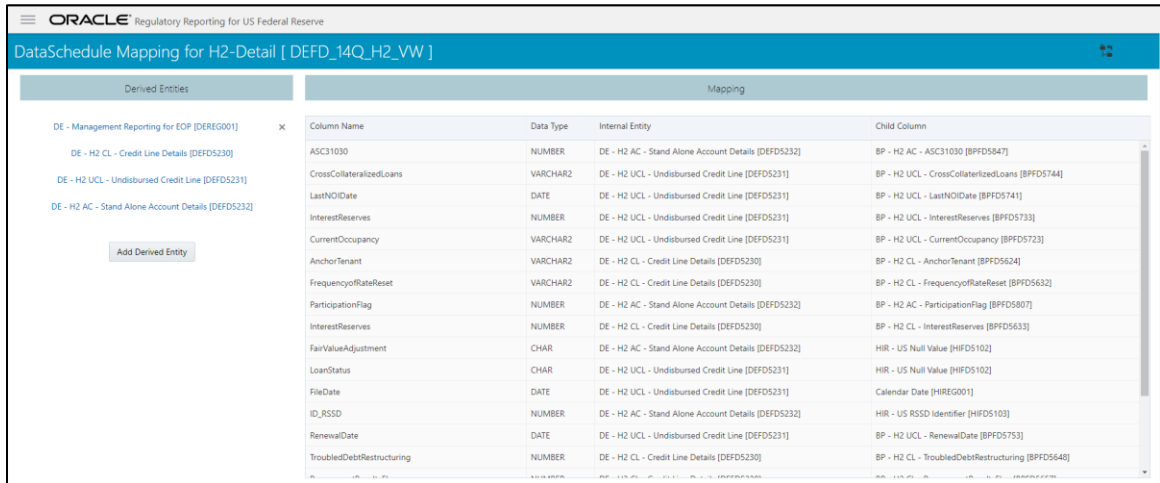 ORACLE® Regulatory Reporting for US Federal Reserve
DataSchedule Mapping for H2-Detail [ DEFD_14Q_H2_VW ]
Derived Entities
Mapping
DE - Management Reporting for EOP [DEREG001] ×
DE - H2 CL - Credit Line Details [DEFD5230]
DE - H2 UCL - Undisbursed Credit Line [DEFD5231]
DE - H2 AC - Stand Alone Account Details [DEFD5232]
Add Derived Entity
Column Name Data Type Internal Entity Child Column
ASC31030 NUMBER DE - H2 AC - Stand Alone Account Details [DEFD5232] BP - H2 AC - ASC31030 [BPFD5847]
CrossCollateralizedLoans VARCHAR2 DE - H2 UCL - Undisbursed Credit Line [DEFD5231] BP - H2 UCL - CrossCollaterlizedLoans [BPFD5744]
LastNOIDate DATE DE - H2 UCL - Undisbursed Credit Line [DEFD5231] BP - H2 UCL - LastNOIDate [BPFD5741]
InterestReserves NUMBER DE - H2 UCL - Undisbursed Credit Line [DEFD5231] BP - H2 UCL - InterestReserves [BPFD5733]
CurrentOccupancy VARCHAR2 DE - H2 UCL - Undisbursed Credit Line [DEFD5231] BP - H2 UCL - CurrentOccupancy [BPFD5723]
AnchorTenant VARCHAR2 DE - H2 CL - Credit Line Details [DEFD5230] BP - H2 CL - AnchorTenant [BPFD5624]
FrequencyofRateReset VARCHAR2 DE - H2 CL - Credit Line Details [DEFD5230] BP - H2 CL - FrequencyofRateReset [BPFD5632]
ParticipationFlag NUMBER DE - H2 AC - Stand Alone Account Details [DEFD5232] BP - H2 AC - ParticipationFlag [BPFD5807]
InterestReserves NUMBER DE - H2 CL - Credit Line Details [DEFD5230] BP - H2 CL - InterestReserves [BPFD5633]
FairValueAdjustment CHAR DE - H2 AC - Stand Alone Account Details [DEFD5232] HIR - US Null Value [HIFD5102]
LoanStatus CHAR DE - H2 UCL - Undisbursed Credit Line [DEFD5231] HIR - US Null Value [HIFD5102]
FileDate DATE DE - H2 UCL - Undisbursed Credit Line [DEFD5231] Calendar Date [HIREG001]
ID_RSSD NUMBER DE - H2 AC - Stand Alone Account Details [DEFD5232] HIR - US RSSD Identifier [HIFD5103]
RenewalDate DATE DE - H2 UCL - Undisbursed Credit Line [DEFD5231] BP - H2 UCL - RenewalDate [BPFD5753]
TroubledDebtRestructuring NUMBER DE - H2 CL - Credit Line Details [DEFD5230] BP - H2 CL - TroubledDebtRestructuring [BPFD5648]